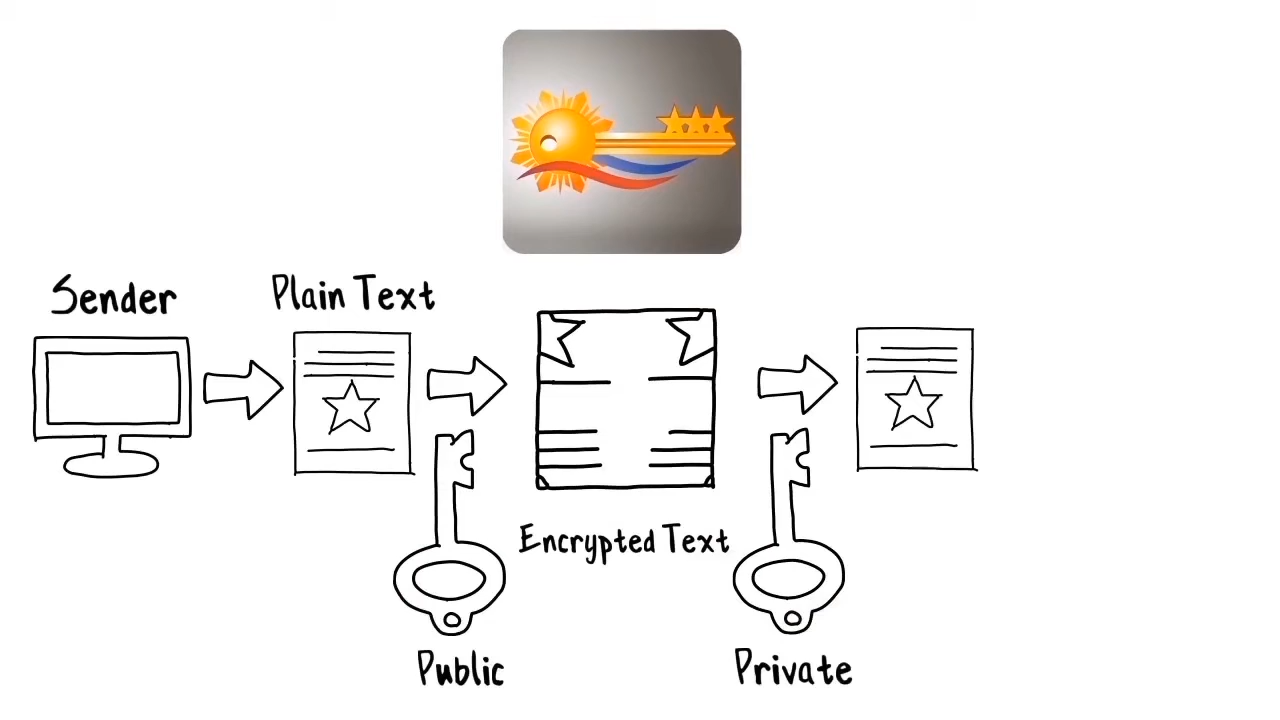 Sender
Plain Text
Encrypted Text
Public
Private